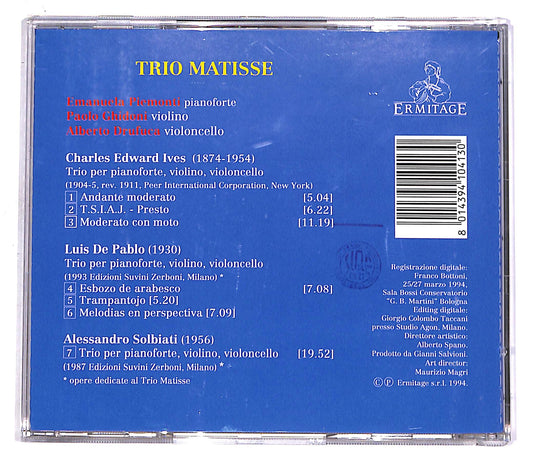 TRIO MATISSE
Emanuela Piemonti pianoforte
Paolo Ghidoni violino
Alberto Drufuca violoncello
Charles Edward Ives (1874-1954)
Trio per pianoforte, violino, violoncello
(1904-5, rev. 1911, Peer International Corporation, New York)
1 Andante moderato [5.04]
2 T.S.I.A.J. - Presto [6.22]
3 Moderato con moto [11.19]
Luis De Pablo (1930)
Trio per pianoforte, violino, violoncello
(1993 Edizioni Suvini Zerboni, Milano) *
4 Esbozo de arabesco [7.08]
5 Trampantojo [5.20]
6 Melodias en perspectiva [7.09]
Alessandro Solbiati (1956)
7 Trio per pianoforte, violino, violoncello [19.52]
(1987 Edizioni Suvini Zerboni, Milano) *
* opere dedicate al Trio Matisse
ERMITAGE
8 014394 104130
Registrazione digitale:
Franco Bottoni,
25/27 marzo 1994,
Sala Bossi Conservatorio
"G. B. Martini" Bologna
Editing digitale:
Giorgio Colombo Taccani
presso Studio Agon, Milano.
Direttore artistico:
Alberto Spano.
Prodotto da Gianni Salvioni.
Art director:
Maurizio Magri
© ℗ Ermitage s.r.l. 1994.